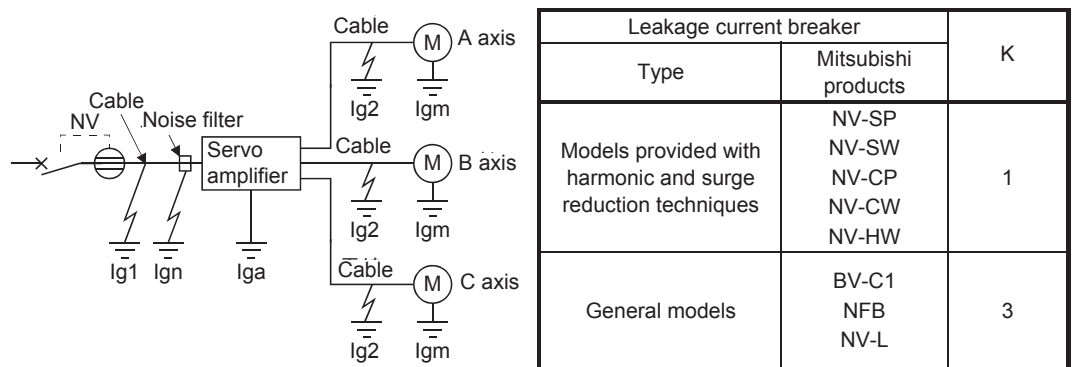 Cable
M
A axis
Ig2
Igm
Cable
NV
Noise filter
Servo
amplifier
Cable
M
B axis
Ig2
Igm
Ig1
Ign
Iga
Cable
M
C axis
Ig2
Igm
Leakage current breaker
K
Type
Mitsubishi
products
Models provided with
harmonic and surge
reduction techniques
NV-SP
NV-SW
NV-CP
NV-CW
NV-HW
1
General models
BV-C1
NFB
NV-L
3